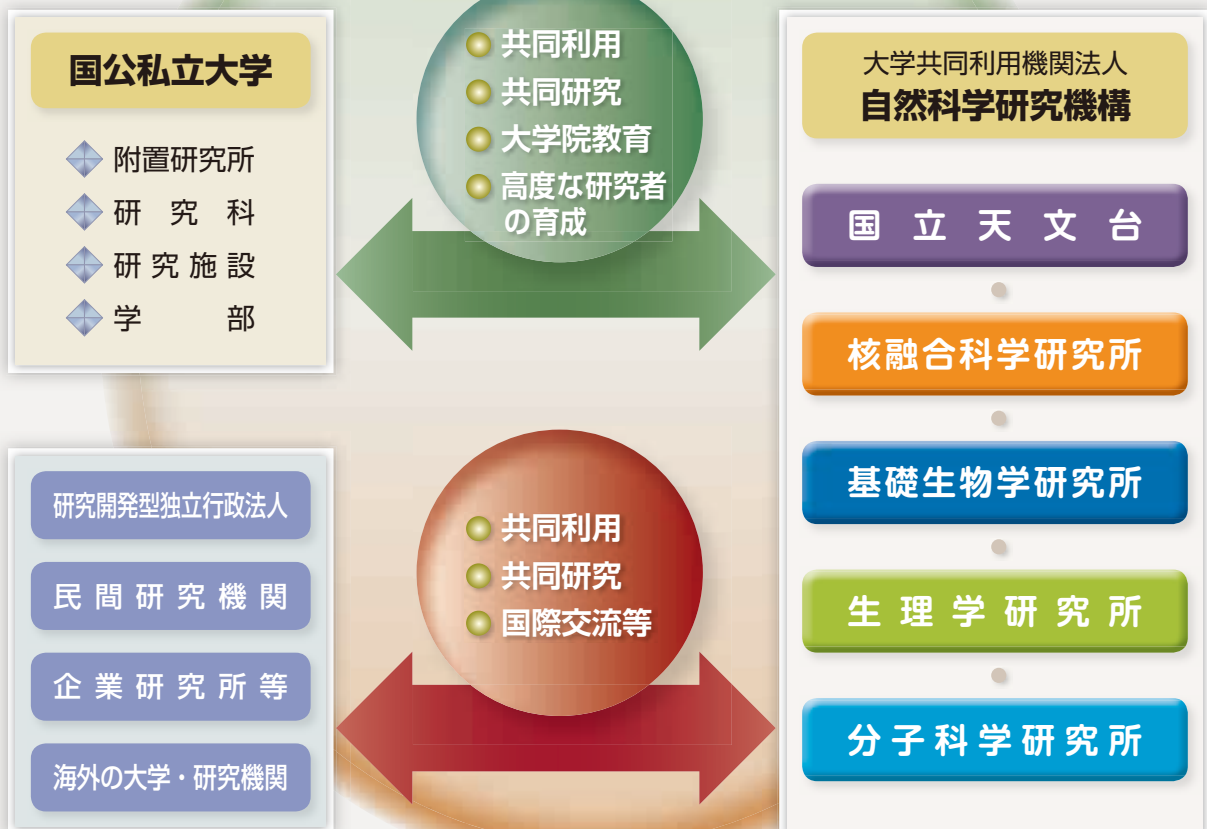 国公私立大学
附置研究所
研究科
研究施設
学部
共同利用
共同研究
大学院教育
高度な研究者
の育成
大学共同利用機関法人
自然科学研究機構
国立天文台
核融合科学研究所
基礎生物学研究所
生理学研究所
分子科学研究所
研究開発型独立行政法人
民間研究機関
企業研究所等
海外の大学・研究機関
共同利用
共同研究
国際交流等